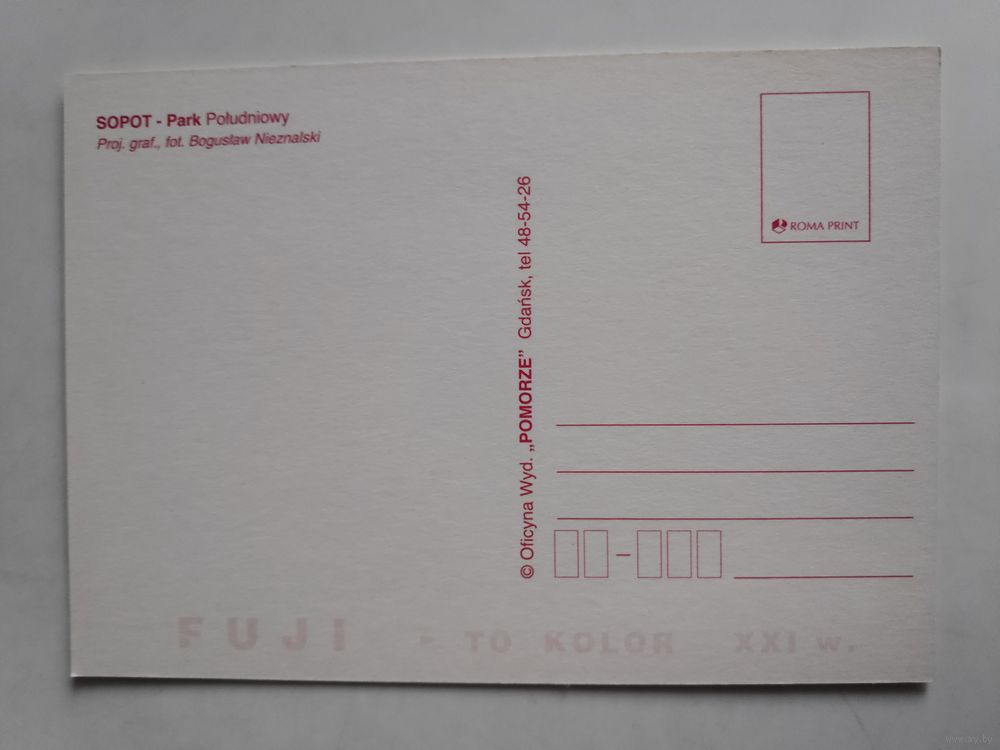 SOPOT - Park Południowy
Proj. graf., fot. Bogusław Nieznalski
ROMA PRINT
© Oficyna Wyd. „POMORZE” Gdańsk, tel 48-54-26
FUJI - TO KOLOR XXI w.